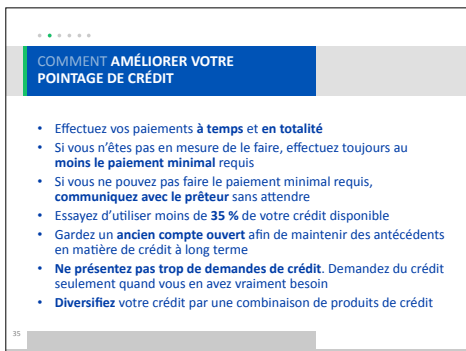 COMMENT AMÉLIORER VOTRE
POINTAGE DE CRÉDIT
• Effectuez vos paiements à temps et en totalité
• Si vous n'êtes pas en mesure de le faire, effectuez toujours au
moins le paiement minimal requis
• Si vous ne pouvez pas faire le paiement minimal requis,
communiquez avec le prêteur sans attendre
• Essayez d'utiliser moins de 35 % de votre crédit disponible
• Gardez un ancien compte ouvert afin de maintenir des antécédents
en matière de crédit à long terme
• Ne présentez pas trop de demandes de crédit. Demandez du crédit
seulement quand vous en avez vraiment besoin
• Diversifiez votre crédit par une combinaison de produits de crédit
35